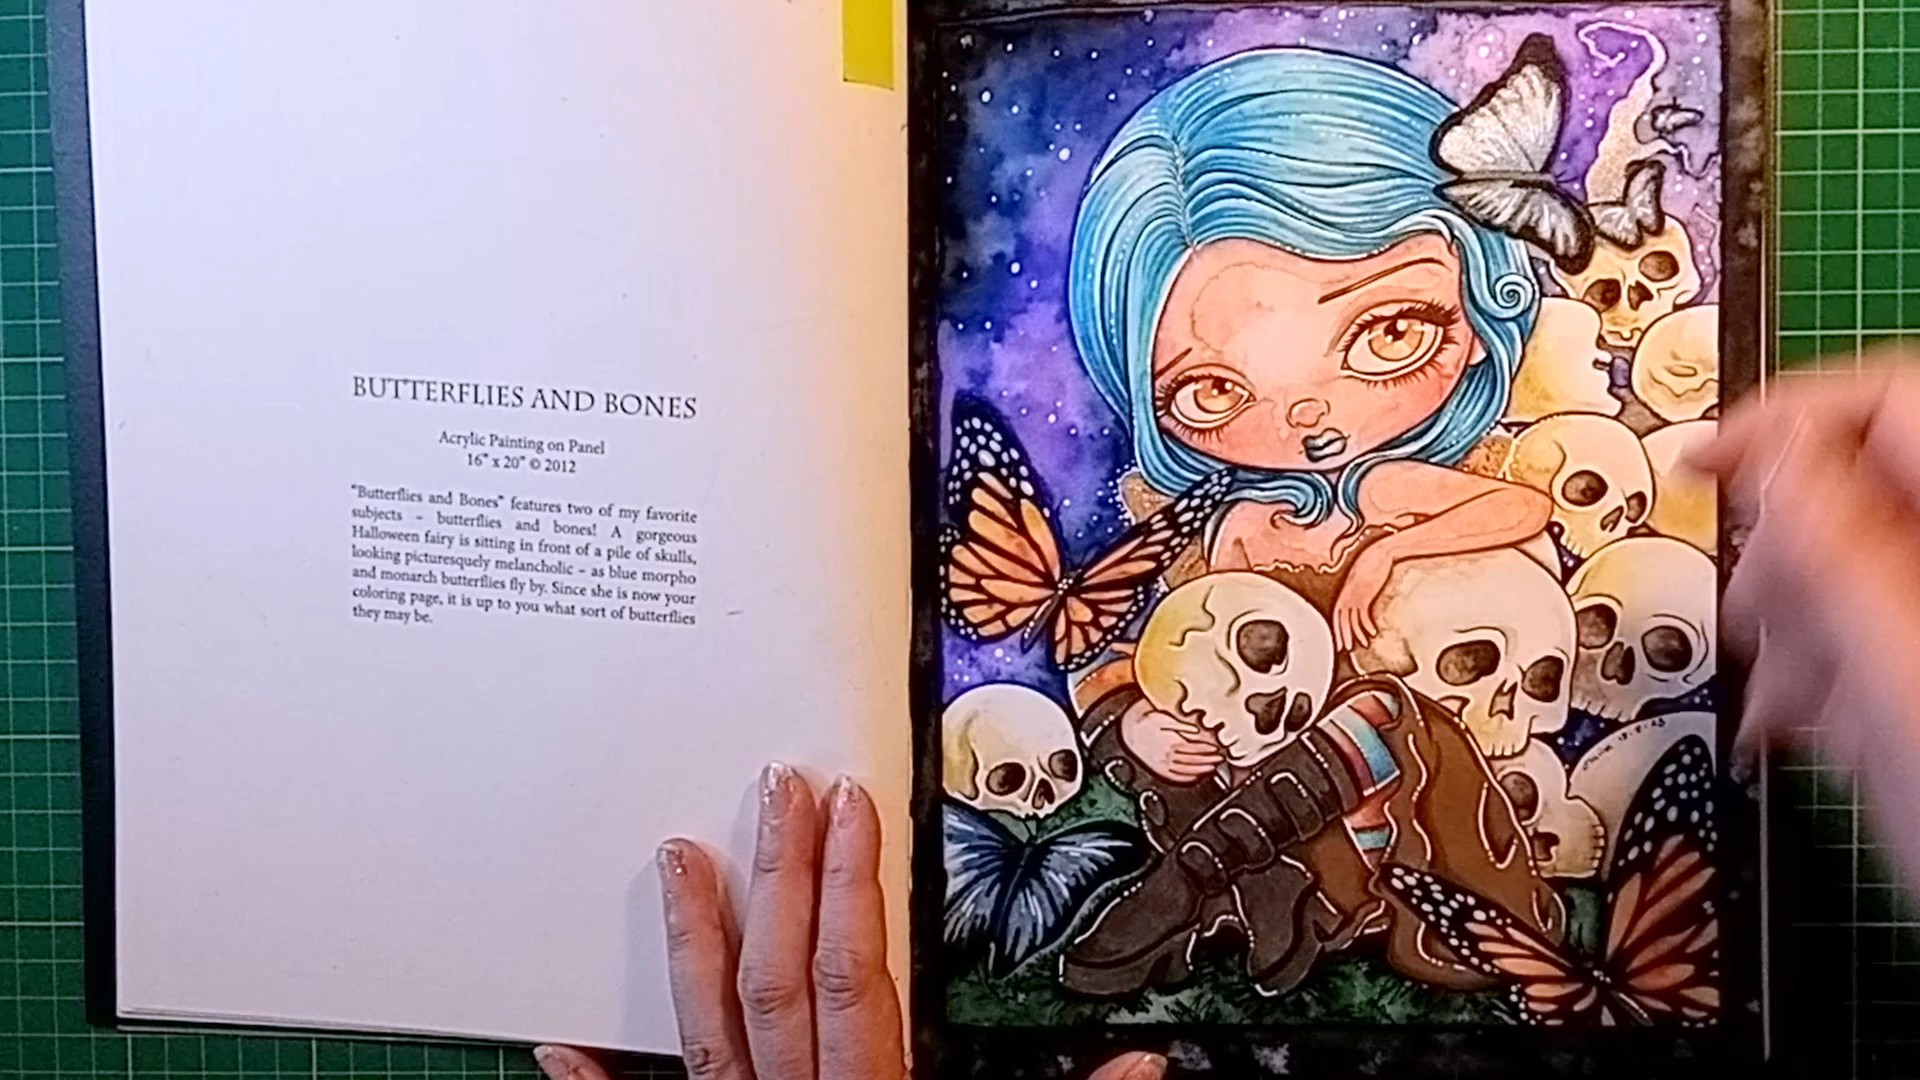 BUTTERFLIES AND BONES
Acrylic Painting on Panel
16" x 20" © 2012
"Butterflies and Bones" features two of my favorite
subjects - butterflies and bones! A gorgeous
Halloween fairy is sitting in front of a pile of skulls,
looking picturesquely melancholic - as blue morpho
and monarch butterflies fly by. Since she is now your
coloring page, it is up to you what sort of butterflies
they may be.